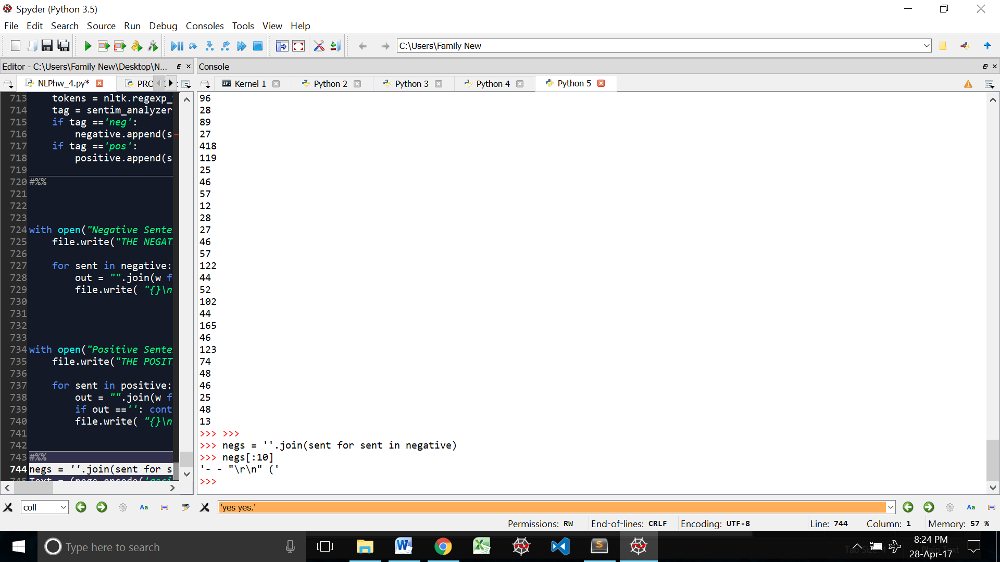 Spyder (Python 3.5)
File Edit Search Source Run Debug Consoles Tools View Help
C:\Users\Family New
Editor - C:\Users\Family New\Desktop\N...
Console
NLPhw_4.py*
PRO
Kernel 1
Python 2
Python 3
Python 4
Python 5
713 tokens = nltk.regexp_
714 tag = sentim_analyzer
715 if tag =='neg':
716 negative.append(s
717 if tag =='pos':
718 positive.append(s
719
720 #%%
721
722
723
724 with open("Negative Sente
725 file.write("THE NEGAT
726
727 for sent in negative:
728 out = "".join(w f
729 file.write( "{}\n
730
731
732
733
734 with open("Positive Sente
735 file.write("THE POSIT
736
737 for sent in positive:
738 out = "".join(w f
739 if out =='': cont
740 file.write( "{}\n
741
742
743 #%%
744 negs = ''.join(sent for s
745 Text = (negs.encode('asci
96
28
89
27
418
119
25
46
57
12
28
27
46
57
122
44
52
102
44
165
46
123
74
48
46
25
48
13
>>> >>>
>>> negs = ''.join(sent for sent in negative)
>>> negs[:10]
'- - "\r\n" ('
>>>
coll
Aa
'yes yes.'
Aa
Permissions: RW
End-of-lines: CRLF
Encoding: UTF-8
Line: 744
Column: 1
Memory: 57 %
Type here to search
8:24 PM
28-Apr-17